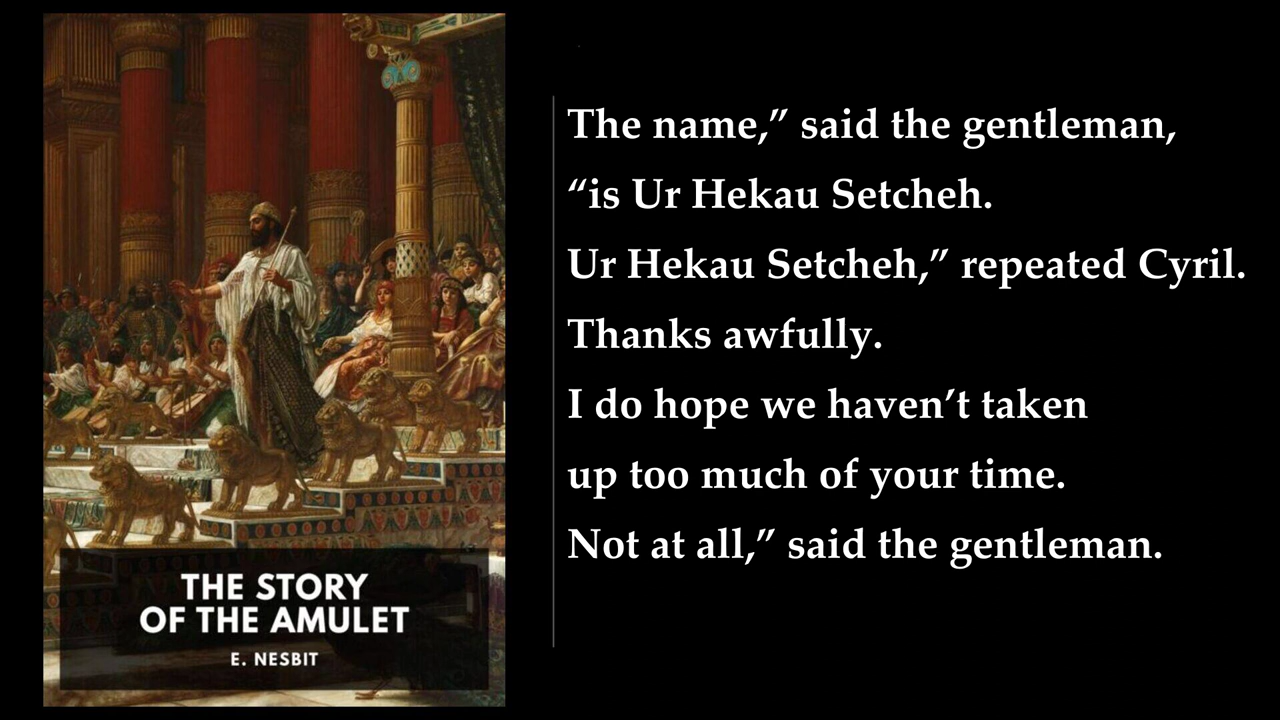 The name,” said the gentleman,
“is Ur Hekau Setcheh.
Ur Hekau Setcheh,” repeated Cyril.
Thanks awfully.
I do hope we haven’t taken
up too much of your time.
Not at all,” said the gentleman.
THE STORY
OF THE AMULET
E. NESBIT